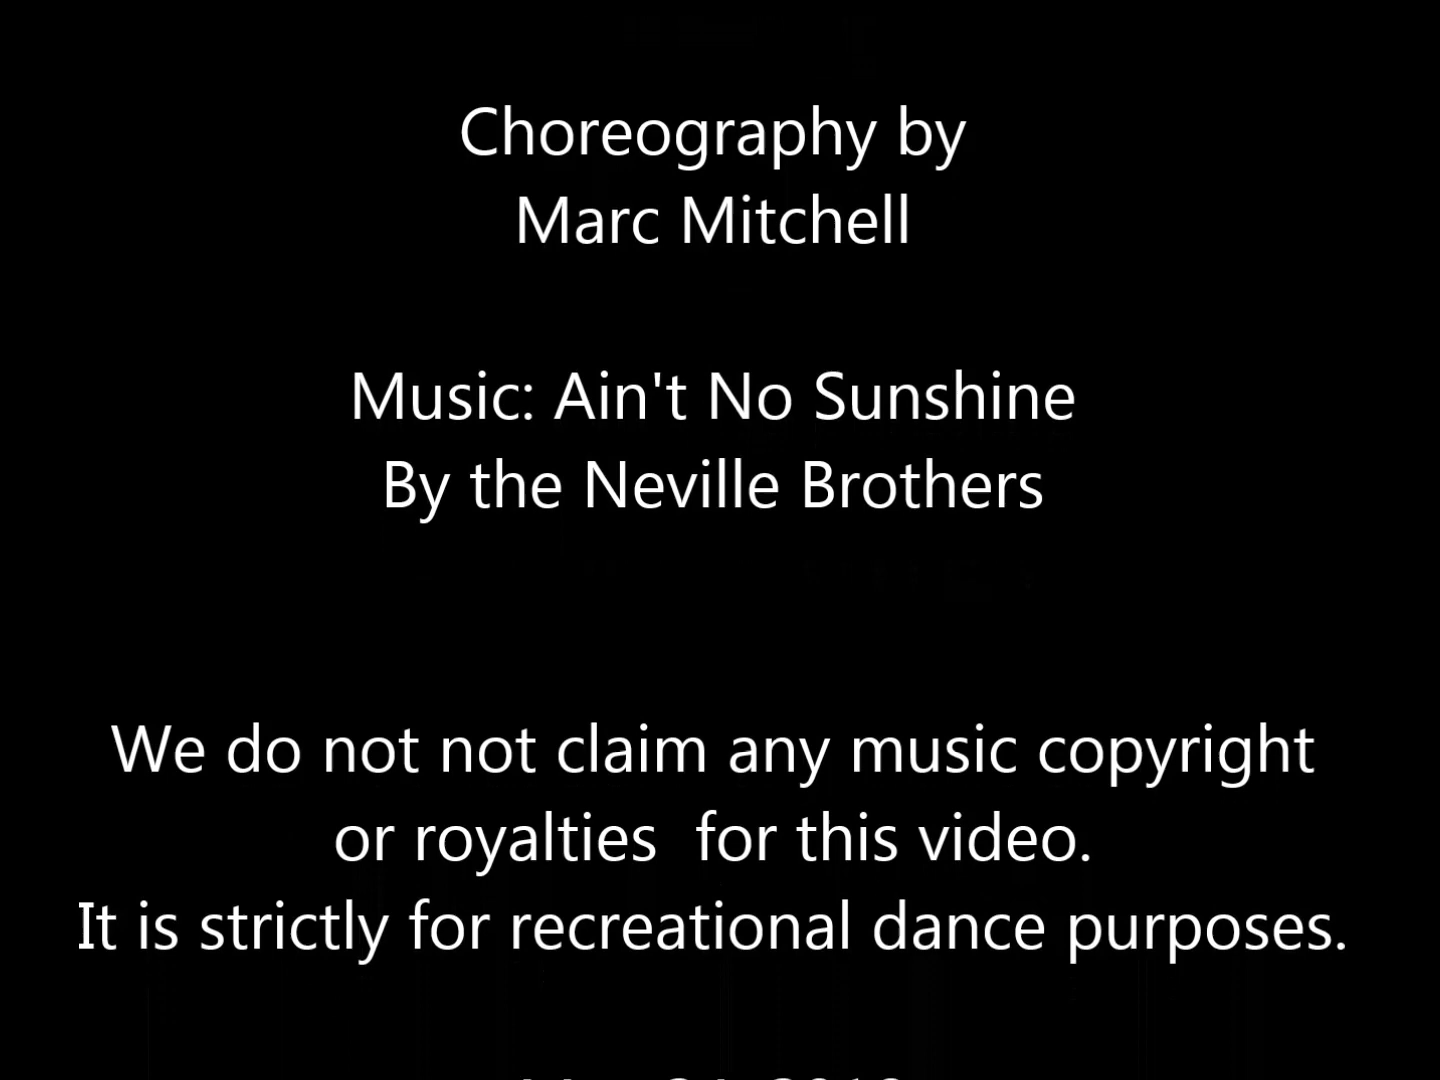 Choreography by
Marc Mitchell
Music: Ain't No Sunshine
By the Neville Brothers
We do not not claim any music copyright
or royalties  for this video.
It is strictly for recreational dance purposes.